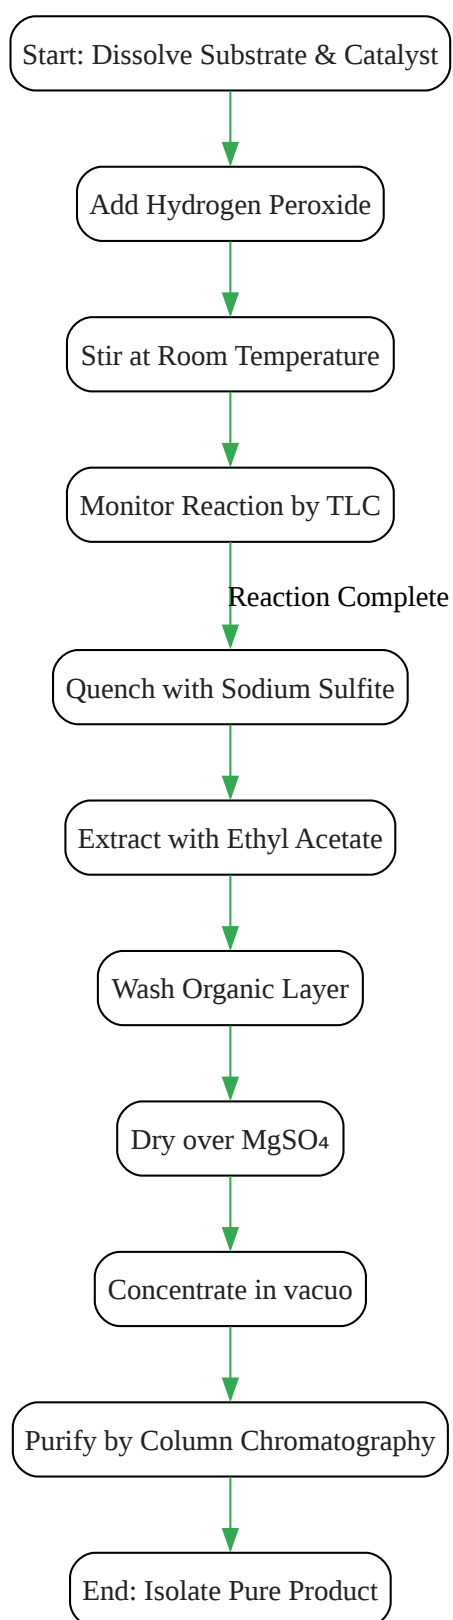 Start: Dissolve Substrate & Catalyst
Add Hydrogen Peroxide
Stir at Room Temperature
Monitor Reaction by TLC
Reaction Complete
Quench with Sodium Sulfite
Extract with Ethyl Acetate
Wash Organic Layer
Dry over MgSO₄
Concentrate in vacuo
Purify by Column Chromatography
End: Isolate Pure Product